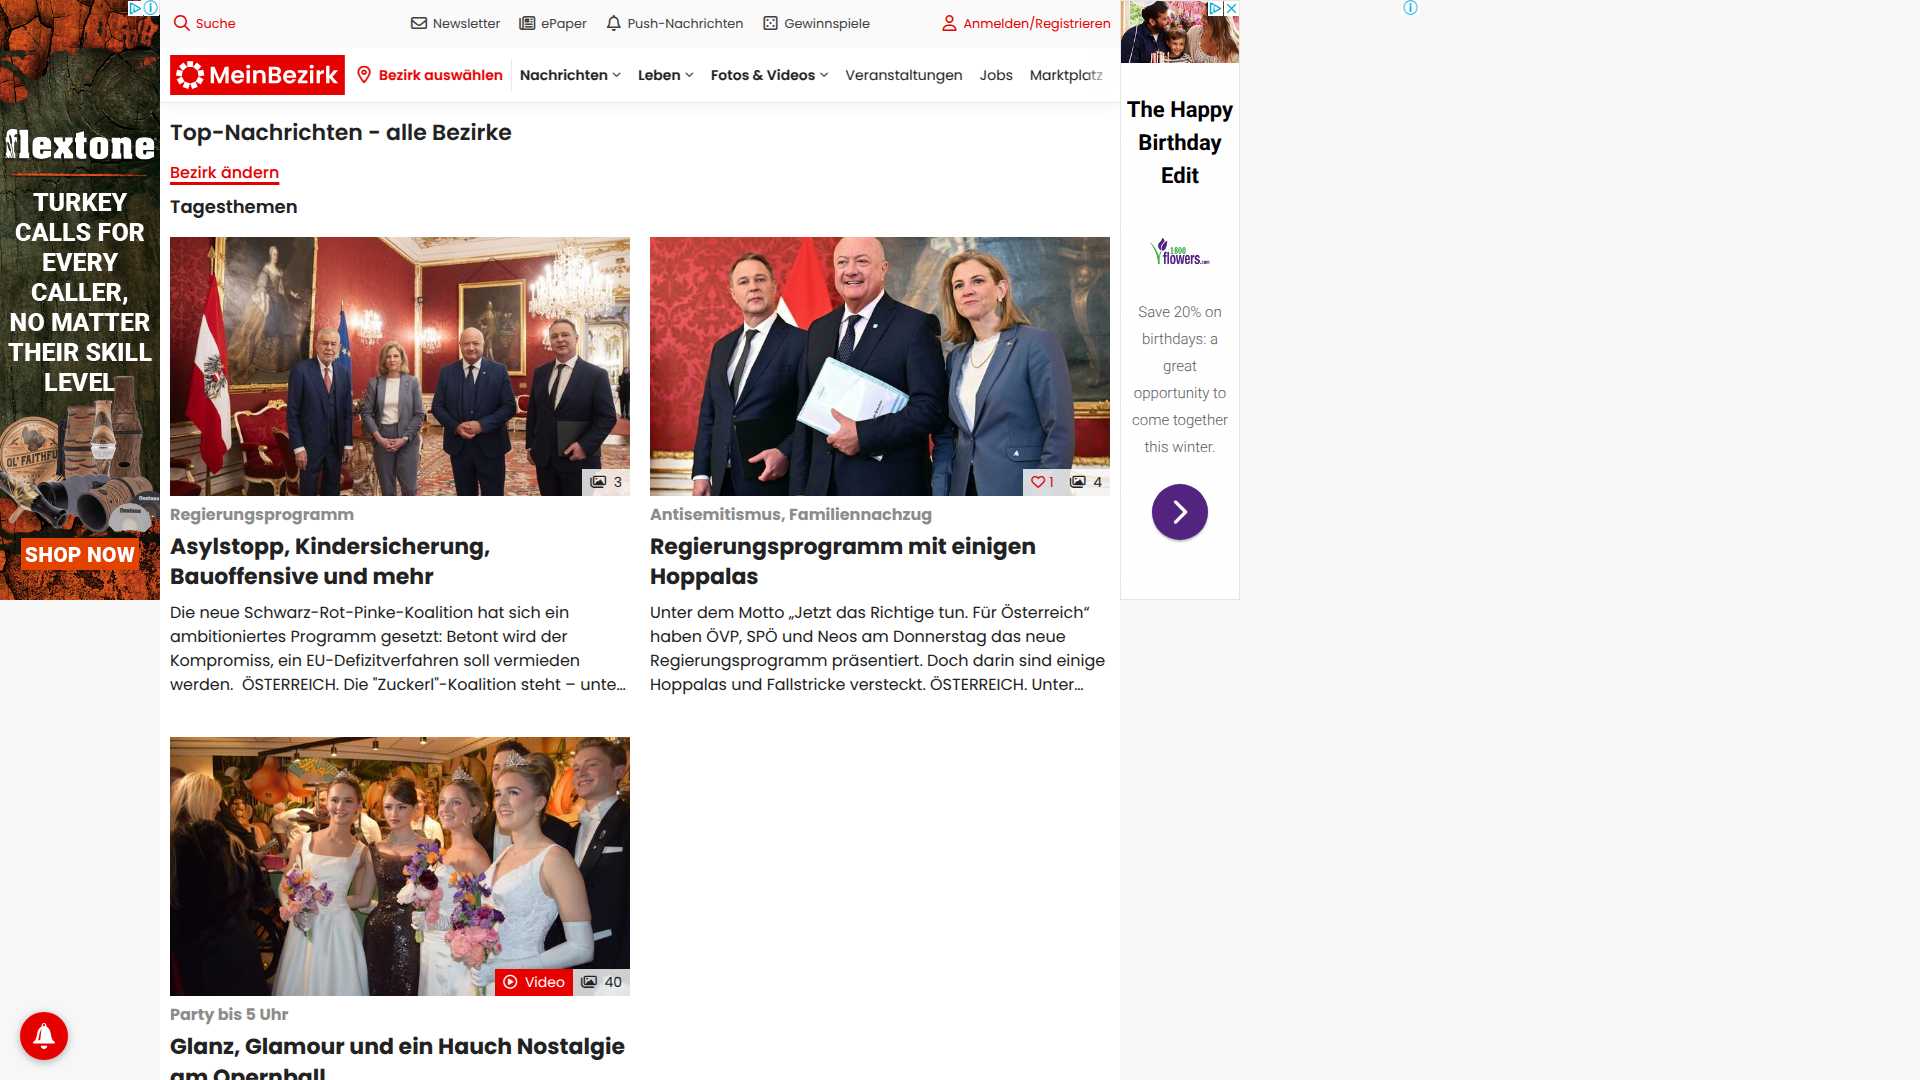 Suche
Newsletter
ePaper
Push-Nachrichten
Gewinnspiele
Anmelden/Registrieren
MeinBezirk
Bezirk auswählen
Nachrichten
Leben
Fotos & Videos
Veranstaltungen
Jobs
Marktplatz
Top-Nachrichten - alle Bezirke
Bezirk ändern
Tagesthemen
3
Regierungsprogramm
Asylstopp, Kindersicherung,
Bauoffensive und mehr
Die neue Schwarz-Rot-Pinke-Koalition hat sich ein
ambitioniertes Programm gesetzt: Betont wird der
Kompromiss, ein EU-Defizitverfahren soll vermieden
werden. ÖSTERREICH. Die "Zuckerl"-Koalition steht – unte...
1
4
Antisemitismus, Familiennachzug
Regierungsprogramm mit einigen
Hoppalas
Unter dem Motto „Jetzt das Richtige tun. Für Österreich“
haben ÖVP, SPÖ und Neos am Donnerstag das neue
Regierungsprogramm präsentiert. Doch darin sind einige
Hoppalas und Fallstricke versteckt. ÖSTERREICH. Unter...
Video
40
Party bis 5 Uhr
Glanz, Glamour und ein Hauch Nostalgie
am Opernball
flextone
TURKEY
CALLS FOR
EVERY
CALLER,
NO MATTER
THEIR SKILL
LEVEL
OL' FAITHFUL
SHOP NOW
The Happy
Birthday
Edit
1800
flowers.com
Save 20% on
birthdays: a
great
opportunity to
come together
this winter.